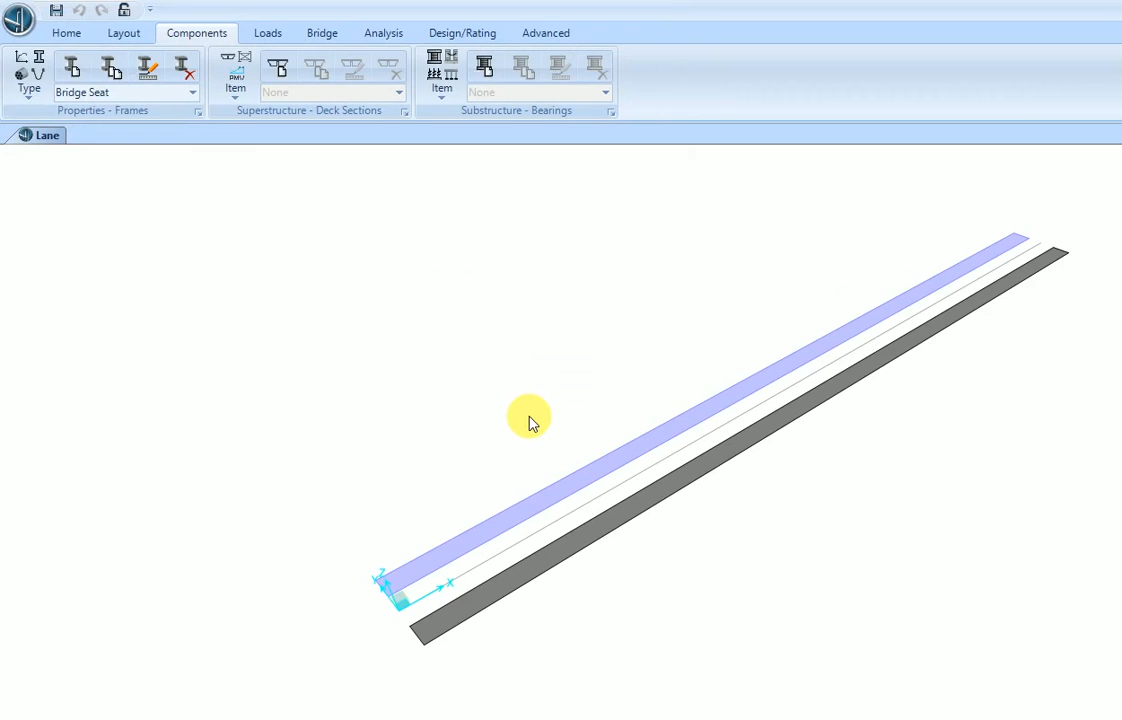 Home Layout Components Loads Bridge Analysis Design/Rating Advanced
Type Item PMV Item
Bridge Seat None None
Properties - Frames Superstructure - Deck Sections Substructure - Bearings
Lane
Z
Y X